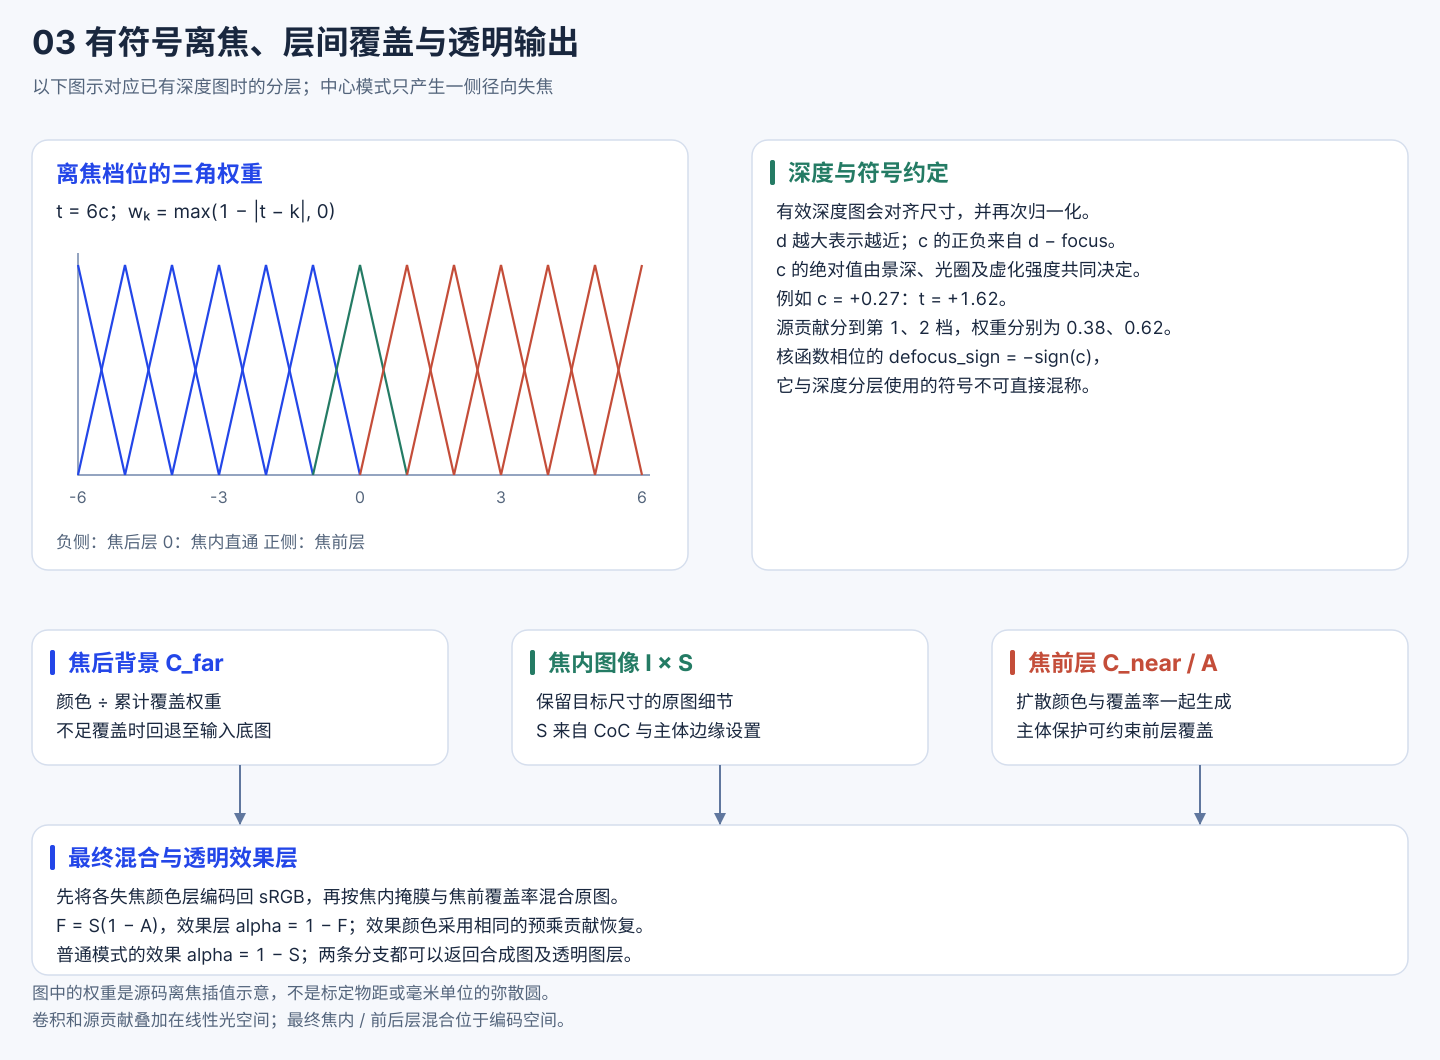 03 有符号离焦、层间覆盖与透明输出
以下图示对应已有深度图时的分层；中心模式只产生一侧径向失焦
离焦档位的三角权重
t = 6c；wₖ = max(1 − |t − k|, 0)
-6 -3 0 3 6
负侧：焦后层 0：焦内直通 正侧：焦前层
深度与符号约定
有效深度图会对齐尺寸，并再次归一化。
d 越大表示越近；c 的正负来自 d − focus。
c 的绝对值由景深、光圈及虚化强度共同决定。
例如 c = +0.27：t = +1.62。
源贡献分到第 1、2 档，权重分别为 0.38、0.62。
核函数相位的 defocus_sign = −sign(c)，
它与深度分层使用的符号不可直接混称。
焦后背景 C_far
颜色 ÷ 累计覆盖权重
不足覆盖时回退至输入底图
焦内图像 I × S
保留目标尺寸的原图细节
S 来自 CoC 与主体边缘设置
焦前层 C_near / A
扩散颜色与覆盖率一起生成
主体保护可约束前层覆盖
最终混合与透明效果层
先将各失焦颜色层编码回 sRGB，再按焦内掩膜与焦前覆盖率混合原图。
F = S(1 − A)，效果层 alpha = 1 − F；效果颜色采用相同的预乘贡献恢复。
普通模式的效果 alpha = 1 − S；两条分支都可以返回合成图及透明图层。
图中的权重是源码离焦插值示意，不是标定物距或毫米单位的弥散圆。
卷积和源贡献叠加在线性光空间；最终焦内 / 前后层混合位于编码空间。